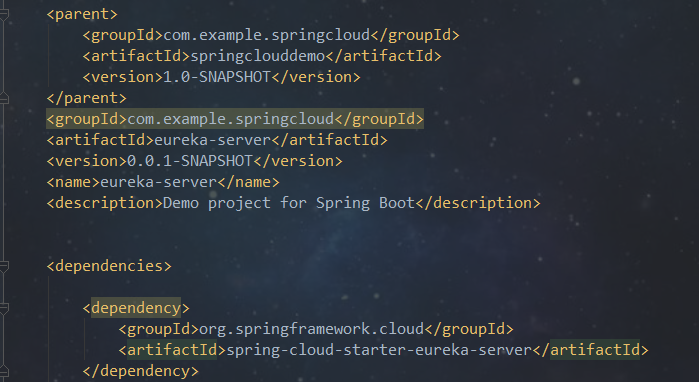 <parent>
<groupId>com.example.springcloud</groupId>
<artifactId>springclouddemo</artifactId>
<version>1.0-SNAPSHOT</version>
</parent>
<groupId>com.example.springcloud</groupId>
<artifactId>eureka-server</artifactId>
<version>0.0.1-SNAPSHOT</version>
<name>eureka-server</name>
<description>Demo project for Spring Boot</description>
<dependencies>
<dependency>
<groupId>org.springframework.cloud</groupId>
<artifactId>spring-cloud-starter-eureka-server</artifactId>
</dependency>